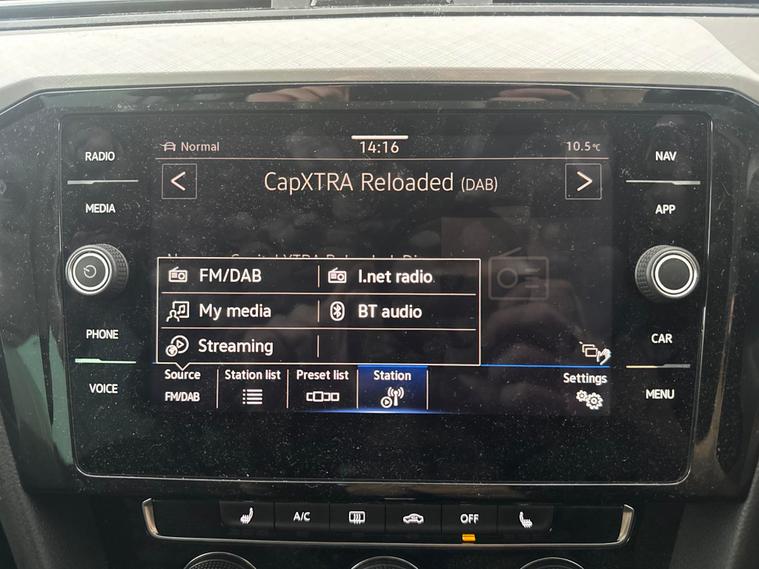 RADIO
MEDIA
PHONE
VOICE
Normal
14:16
10.5°C
CapXTRA Reloaded (DAB)
FM/DAB
I.net radio
My media
BT audio
Streaming
Source
FM/DAB
Station list
Preset list
Station
Settings
NAV
APP
CAR
MENU
A/C
OFF